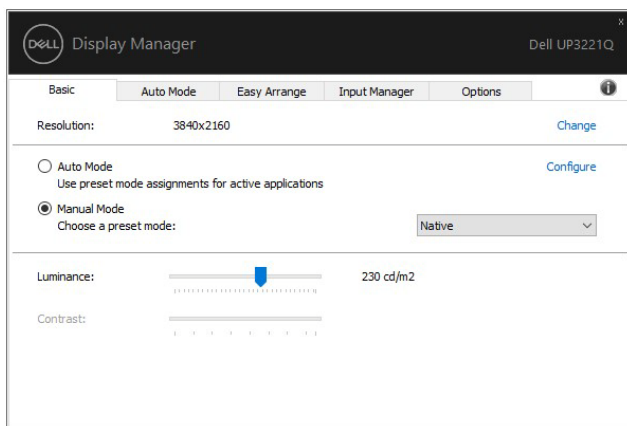 x
DELL Display Manager Dell UP3221Q
Basic Auto Mode Easy Arrange Input Manager Options i
Resolution: 3840x2160 Change
Auto Mode Configure
Use preset mode assignments for active applications
Manual Mode
Choose a preset mode: Native
Luminance: 230 cd/m2
Contrast: